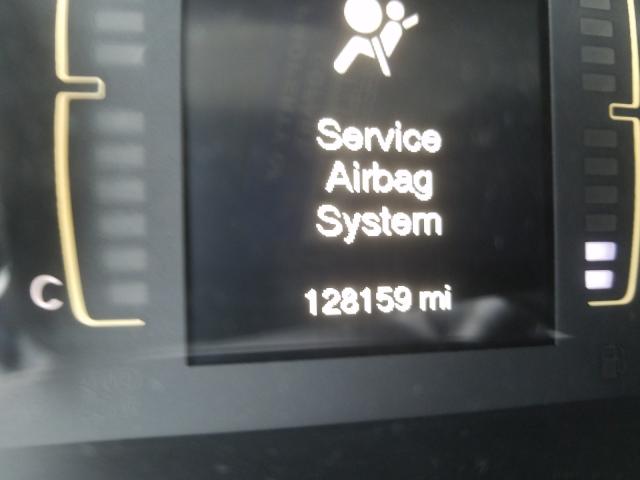 Service
Airbag
System
128159 mi
C